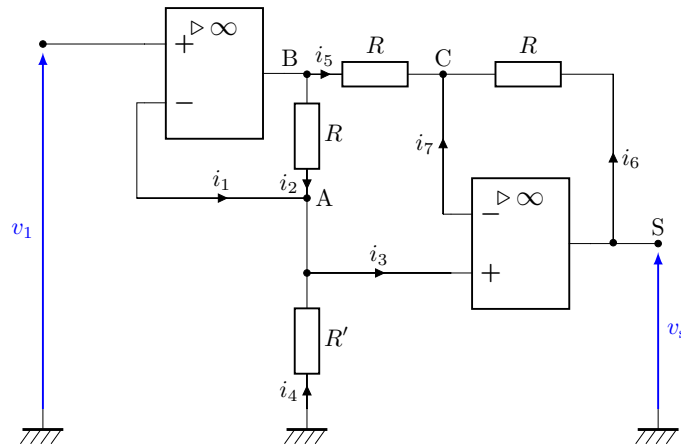 ▷ ∞
+
−
B
i₅
R
C
R
R
i₂
A
i₁
i₇
i₆
▷ ∞
−
+
S
i₃
v₁
R′
i₄